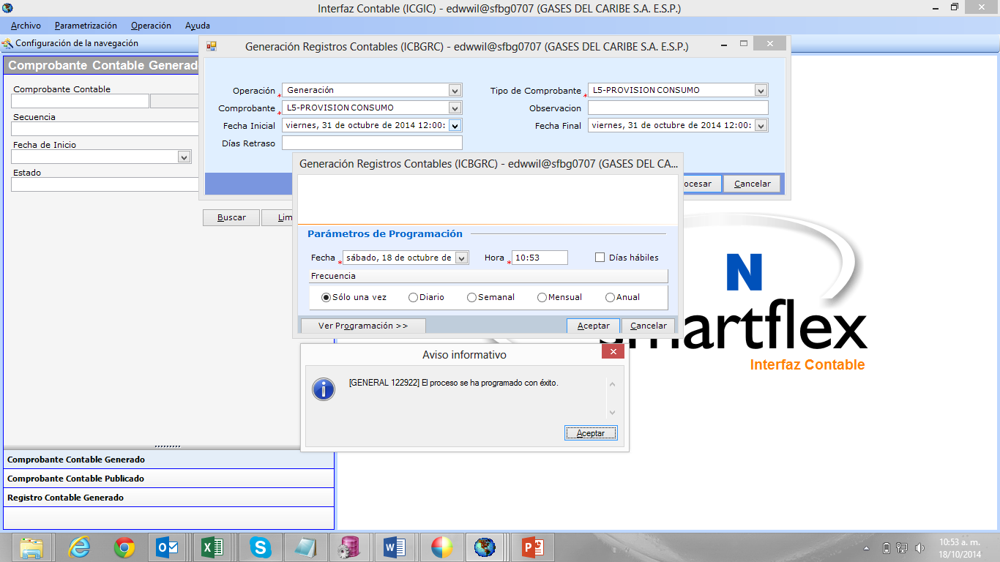 Interfaz Contable (ICGIC) - edwwil@sfbg0707 (GASES DEL CARIBE S.A. E.S.P.)
Archivo Parametrización Operación Ayuda
Configuración de la navegación
Comprobante Contable Generad
Comprobante Contable
Secuencia
Fecha de Inicio
Estado
Buscar Lim
Generación Registros Contables (ICBGRC) - edwwil@sfbg0707 (GASES DEL CARIBE S.A. E.S.P.)
Operación * Generación Tipo de Comprobante * L5-PROVISION CONSUMO
Comprobante * L5-PROVISION CONSUMO Observacion
Fecha Inicial viernes, 31 de octubre de 2014 12:00: Fecha Final viernes, 31 de octubre de 2014 12:00:
Días Retraso
ocesar Cancelar
Generación Registros Contables (ICBGRC) - edwwil@sfbg0707 (GASES DEL CA...
Parámetros de Programación
Fecha * sábado, 18 de octubre de Hora * 10:53 Días hábiles
Frecuencia
Sólo una vez Diario Semanal Mensual Anual
Ver Programación >> Aceptar Cancelar
N
smartflex
Interfaz Contable
Aviso informativo
[GENERAL 122922] El proceso se ha programado con éxito.
Aceptar
Comprobante Contable Generado
Comprobante Contable Publicado
Registro Contable Generado
10:53 a. m.
18/10/2014